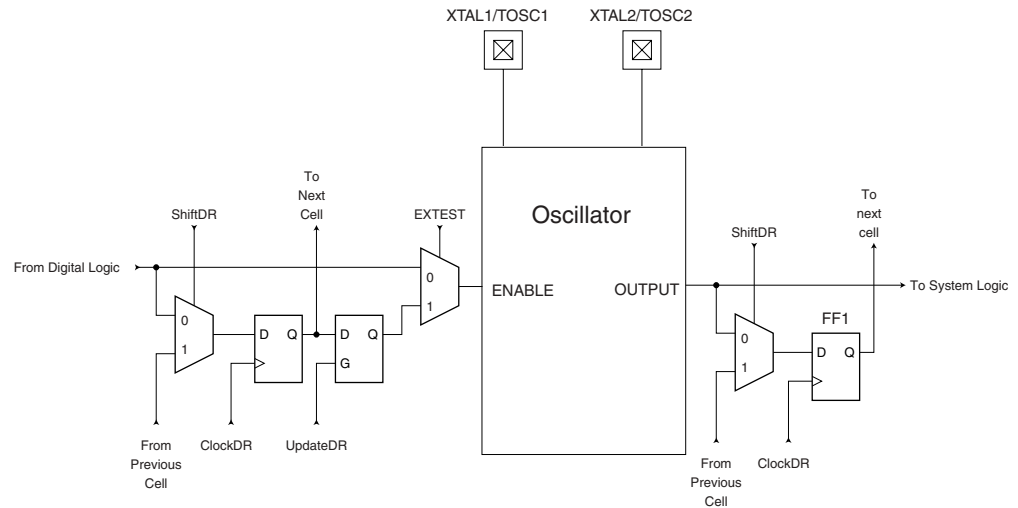 XTAL1/TOSC1
XTAL2/TOSC2
To
Next
Cell
ShiftDR
EXTEST
From Digital Logic
0
1
D Q
D Q
G
0
1
From
Previous
Cell
ClockDR
UpdateDR
Oscillator
ENABLE
OUTPUT
To
next
cell
ShiftDR
To System Logic
FF1
0
1
D Q
From
Previous
Cell
ClockDR